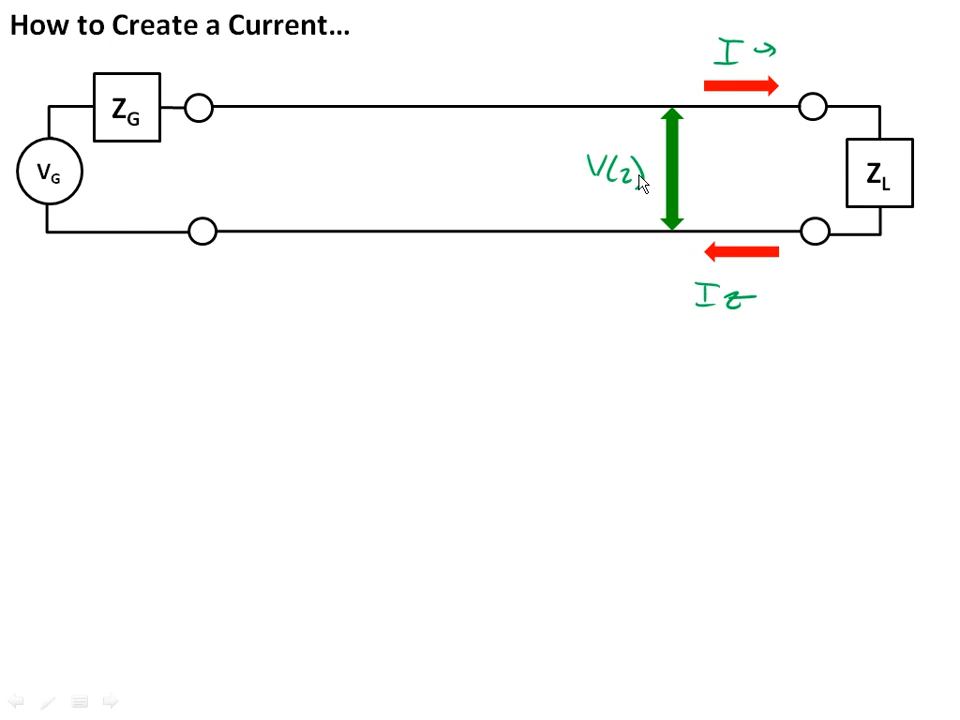 How to Create a Current...
I →
Z_G
V_G
V(z)
Z_L
I ←